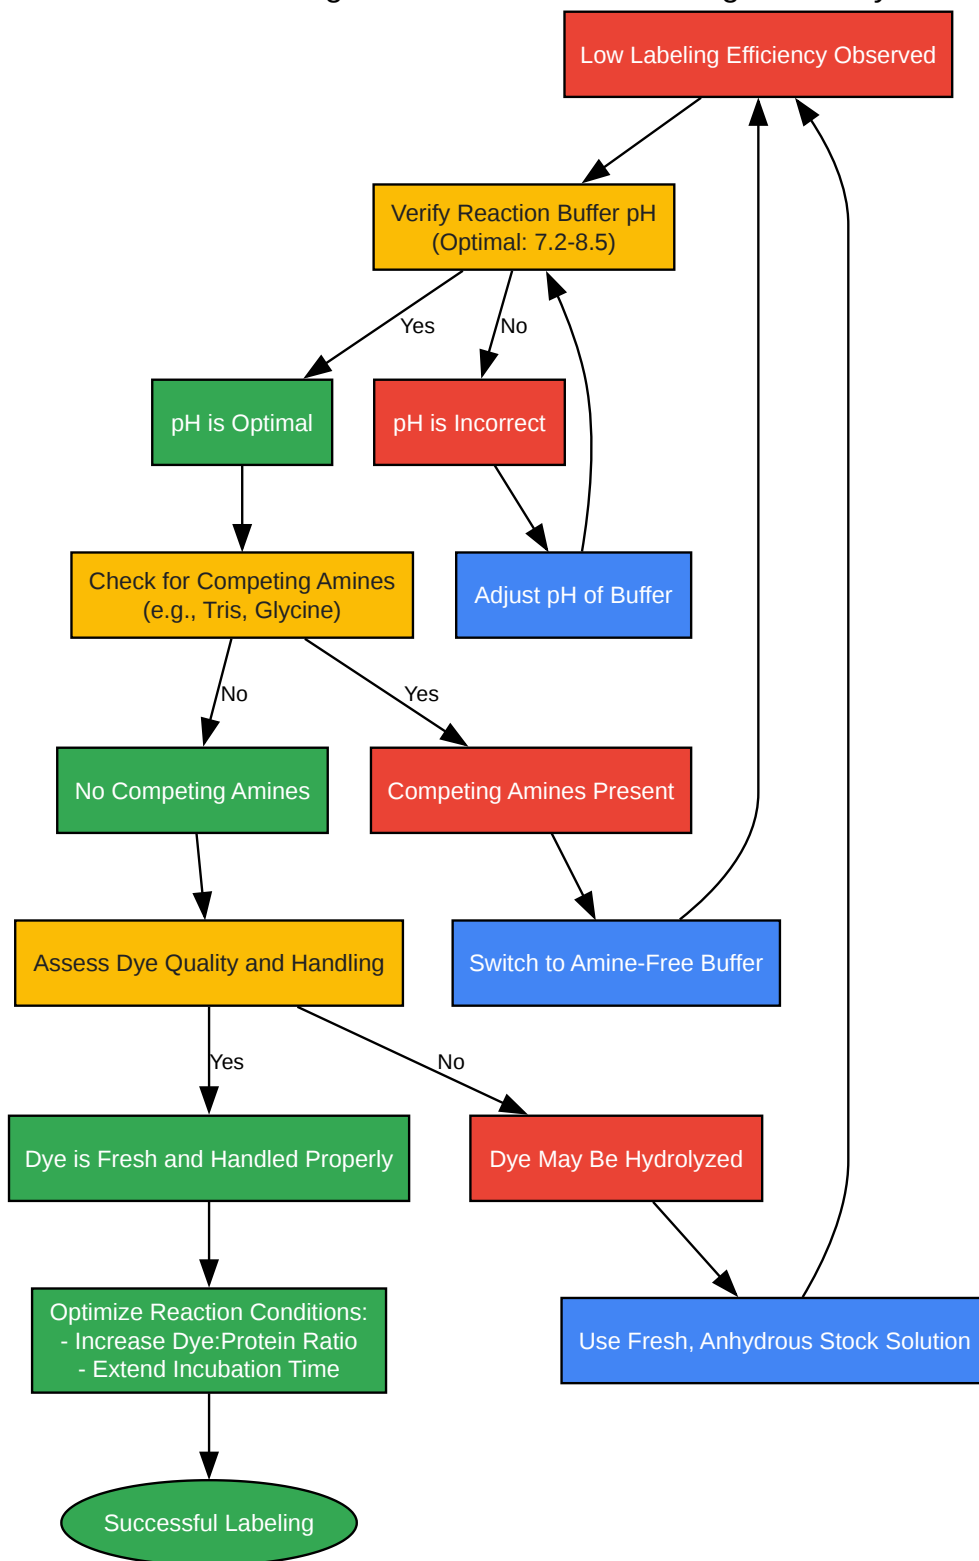 Low Labeling Efficiency Observed
Verify Reaction Buffer pH
(Optimal: 7.2-8.5)
Yes
No
pH is Optimal
pH is Incorrect
Check for Competing Amines
(e.g., Tris, Glycine)
Adjust pH of Buffer
No
Yes
No Competing Amines
Competing Amines Present
Assess Dye Quality and Handling
Switch to Amine-Free Buffer
Yes
No
Dye is Fresh and Handled Properly
Dye May Be Hydrolyzed
Optimize Reaction Conditions:
- Increase Dye:Protein Ratio
- Extend Incubation Time
Use Fresh, Anhydrous Stock Solution
Successful Labeling